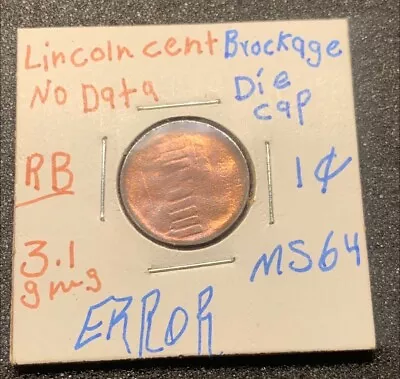 Lincoln cent Brockage
No Data Die
cap
RB 1¢
3.1
gms MS64
ERROR